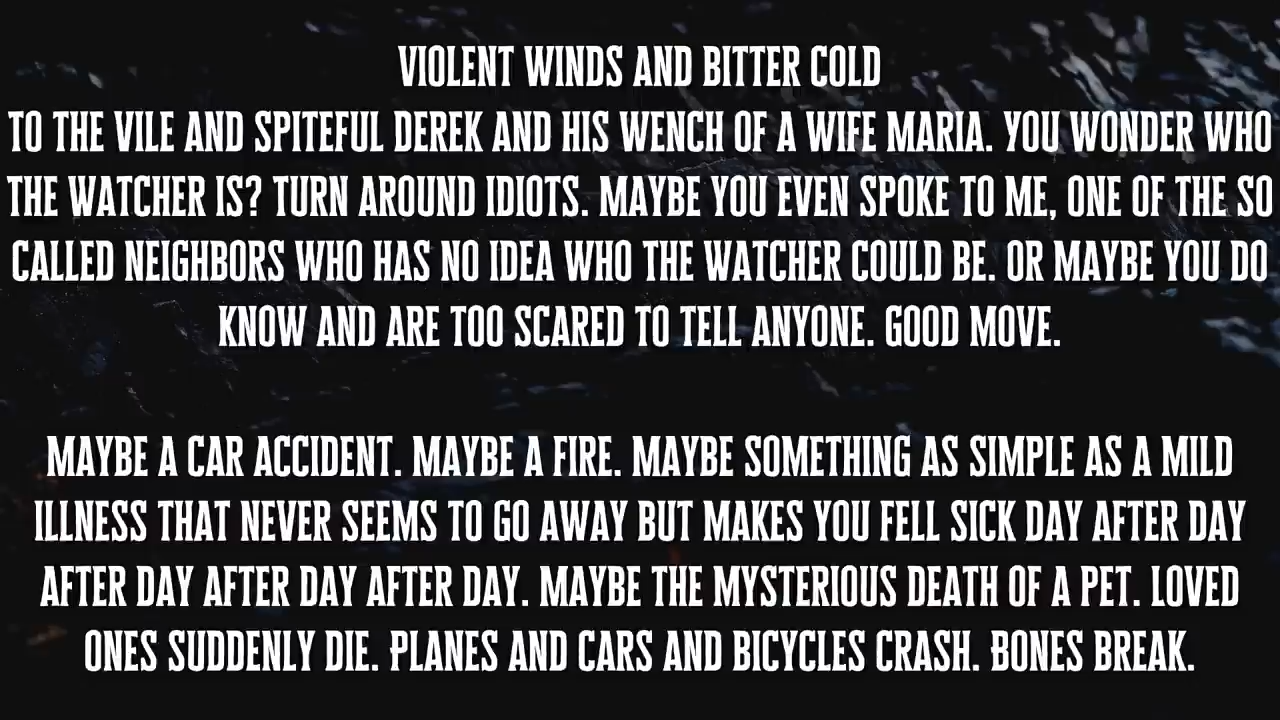 VIOLENT WINDS AND BITTER COLD
TO THE VILE AND SPITEFUL DEREK AND HIS WENCH OF A WIFE MARIA. YOU WONDER WHO
THE WATCHER IS? TURN AROUND IDIOTS. MAYBE YOU EVEN SPOKE TO ME, ONE OF THE SO
CALLED NEIGHBORS WHO HAS NO IDEA WHO THE WATCHER COULD BE. OR MAYBE YOU DO
KNOW AND ARE TOO SCARED TO TELL ANYONE. GOOD MOVE.
MAYBE A CAR ACCIDENT. MAYBE A FIRE. MAYBE SOMETHING AS SIMPLE AS A MILD
ILLNESS THAT NEVER SEEMS TO GO AWAY BUT MAKES YOU FELL SICK DAY AFTER DAY
AFTER DAY AFTER DAY AFTER DAY. MAYBE THE MYSTERIOUS DEATH OF A PET. LOVED
ONES SUDDENLY DIE. PLANES AND CARS AND BICYCLES CRASH. BONES BREAK.